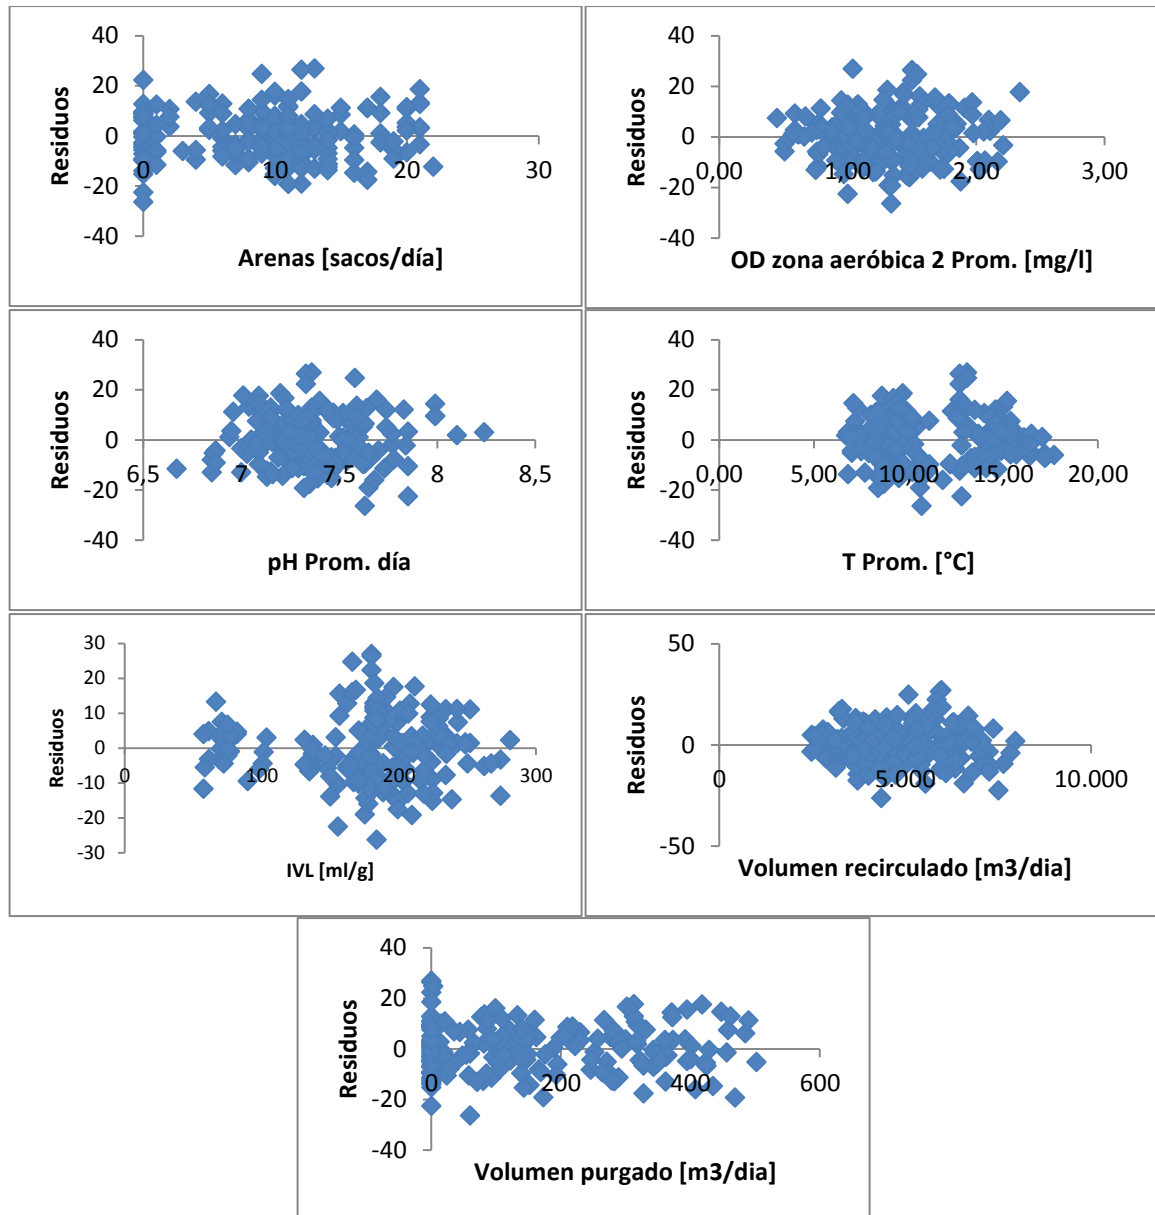 40
20
0
-20
-40
Residuos
0 10 20 30
Arenas [sacos/día]
40
20
0
-20
-40
Residuos
0,00 1,00 2,00 3,00
OD zona aeróbica 2 Prom. [mg/l]
40
20
0
-20
-40
Residuos
6,5 7 7,5 8 8,5
pH Prom. día
40
20
0
-20
-40
Residuos
0,00 5,00 10,00 15,00 20,00
T Prom. [°C]
30
20
10
0
-10
-20
-30
Residuos
0 100 200 300
IVL [ml/g]
50
0
-50
Residuos
0 5.000 10.000
Volumen recirculado [m3/dia]
40
20
0
-20
-40
Residuos
0 200 400 600
Volumen purgado [m3/dia]